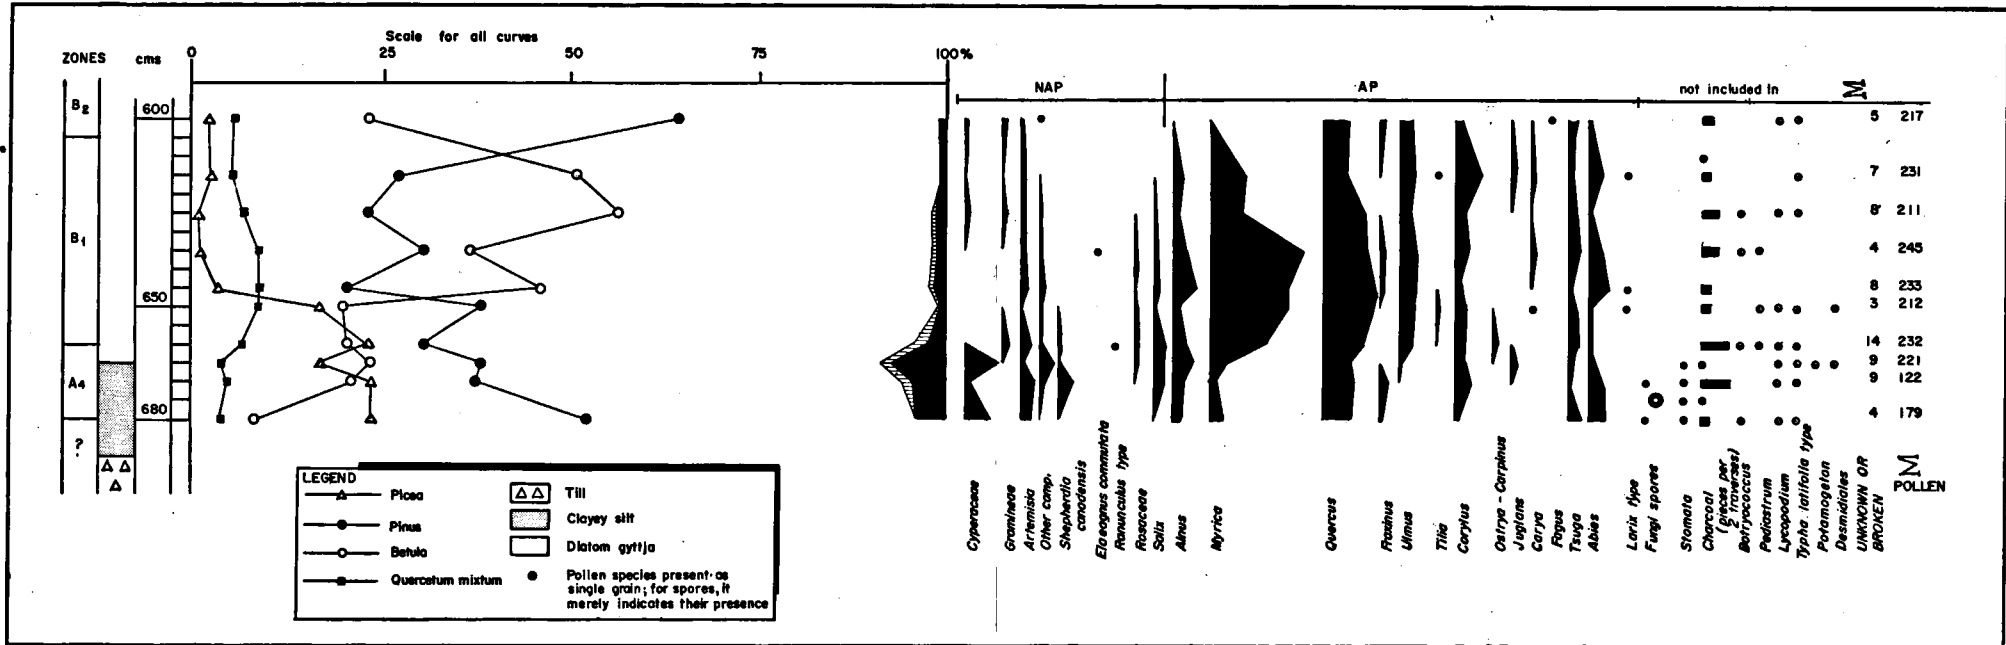 Scale for all curves
ZONES cms 0 25 50 75 100%
NAP AP not included in M
B2 600 5 217
7 231
8 211
B1 4 245
8 233
650 3 212
14 232
9 221
A4 9 122
680 4 179
?
M
POLLEN
LEGEND
Picea
Pinus
Betula
Quercetum mixtum
Till
Clayey silt
Diatom gyttja
Pollen species present as
single grain; for spores, it
merely indicates their presence
Cyperaceae
Gramineae
Artemisia
Other comp.
Shepherdia
canadensis
Elaeagnus commutata
Ranunculus type
Rosaceae
Salix
Alnus
Myrica
Quercus
Fraxinus
Ulmus
Tilia
Corylus
Ostrya - Carpinus
Juglans
Carya
Fagus
Tsuga
Abies
Larix type
Fungi spores
Stomata
Charcoal
(pieces per
2 traverses)
Botryococcus
Pediastrum
Lycopodium
Typha latifolia type
Potamogeton
Desmidiales
UNKNOWN OR
BROKEN